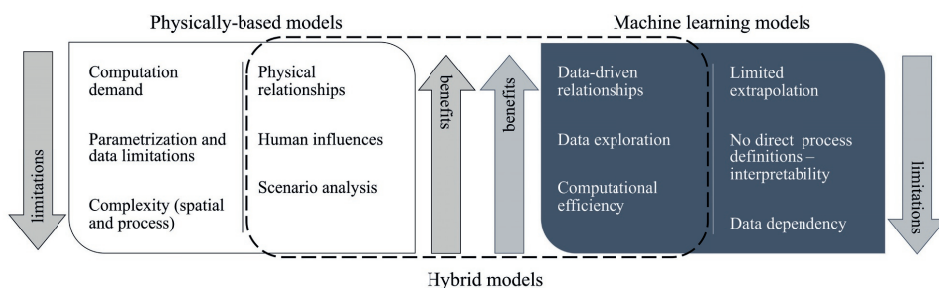 Physically-based models
Machine learning models
limitations
Computation
demand
Parametrization and
data limitations
Complexity (spatial
and process)
Physical
relationships
Human influences
Scenario analysis
benefits
benefits
Data-driven
relationships
Data exploration
Computational
efficiency
Limited
extrapolation
No direct process
definitions –
interpretability
Data dependency
limitations
Hybrid models